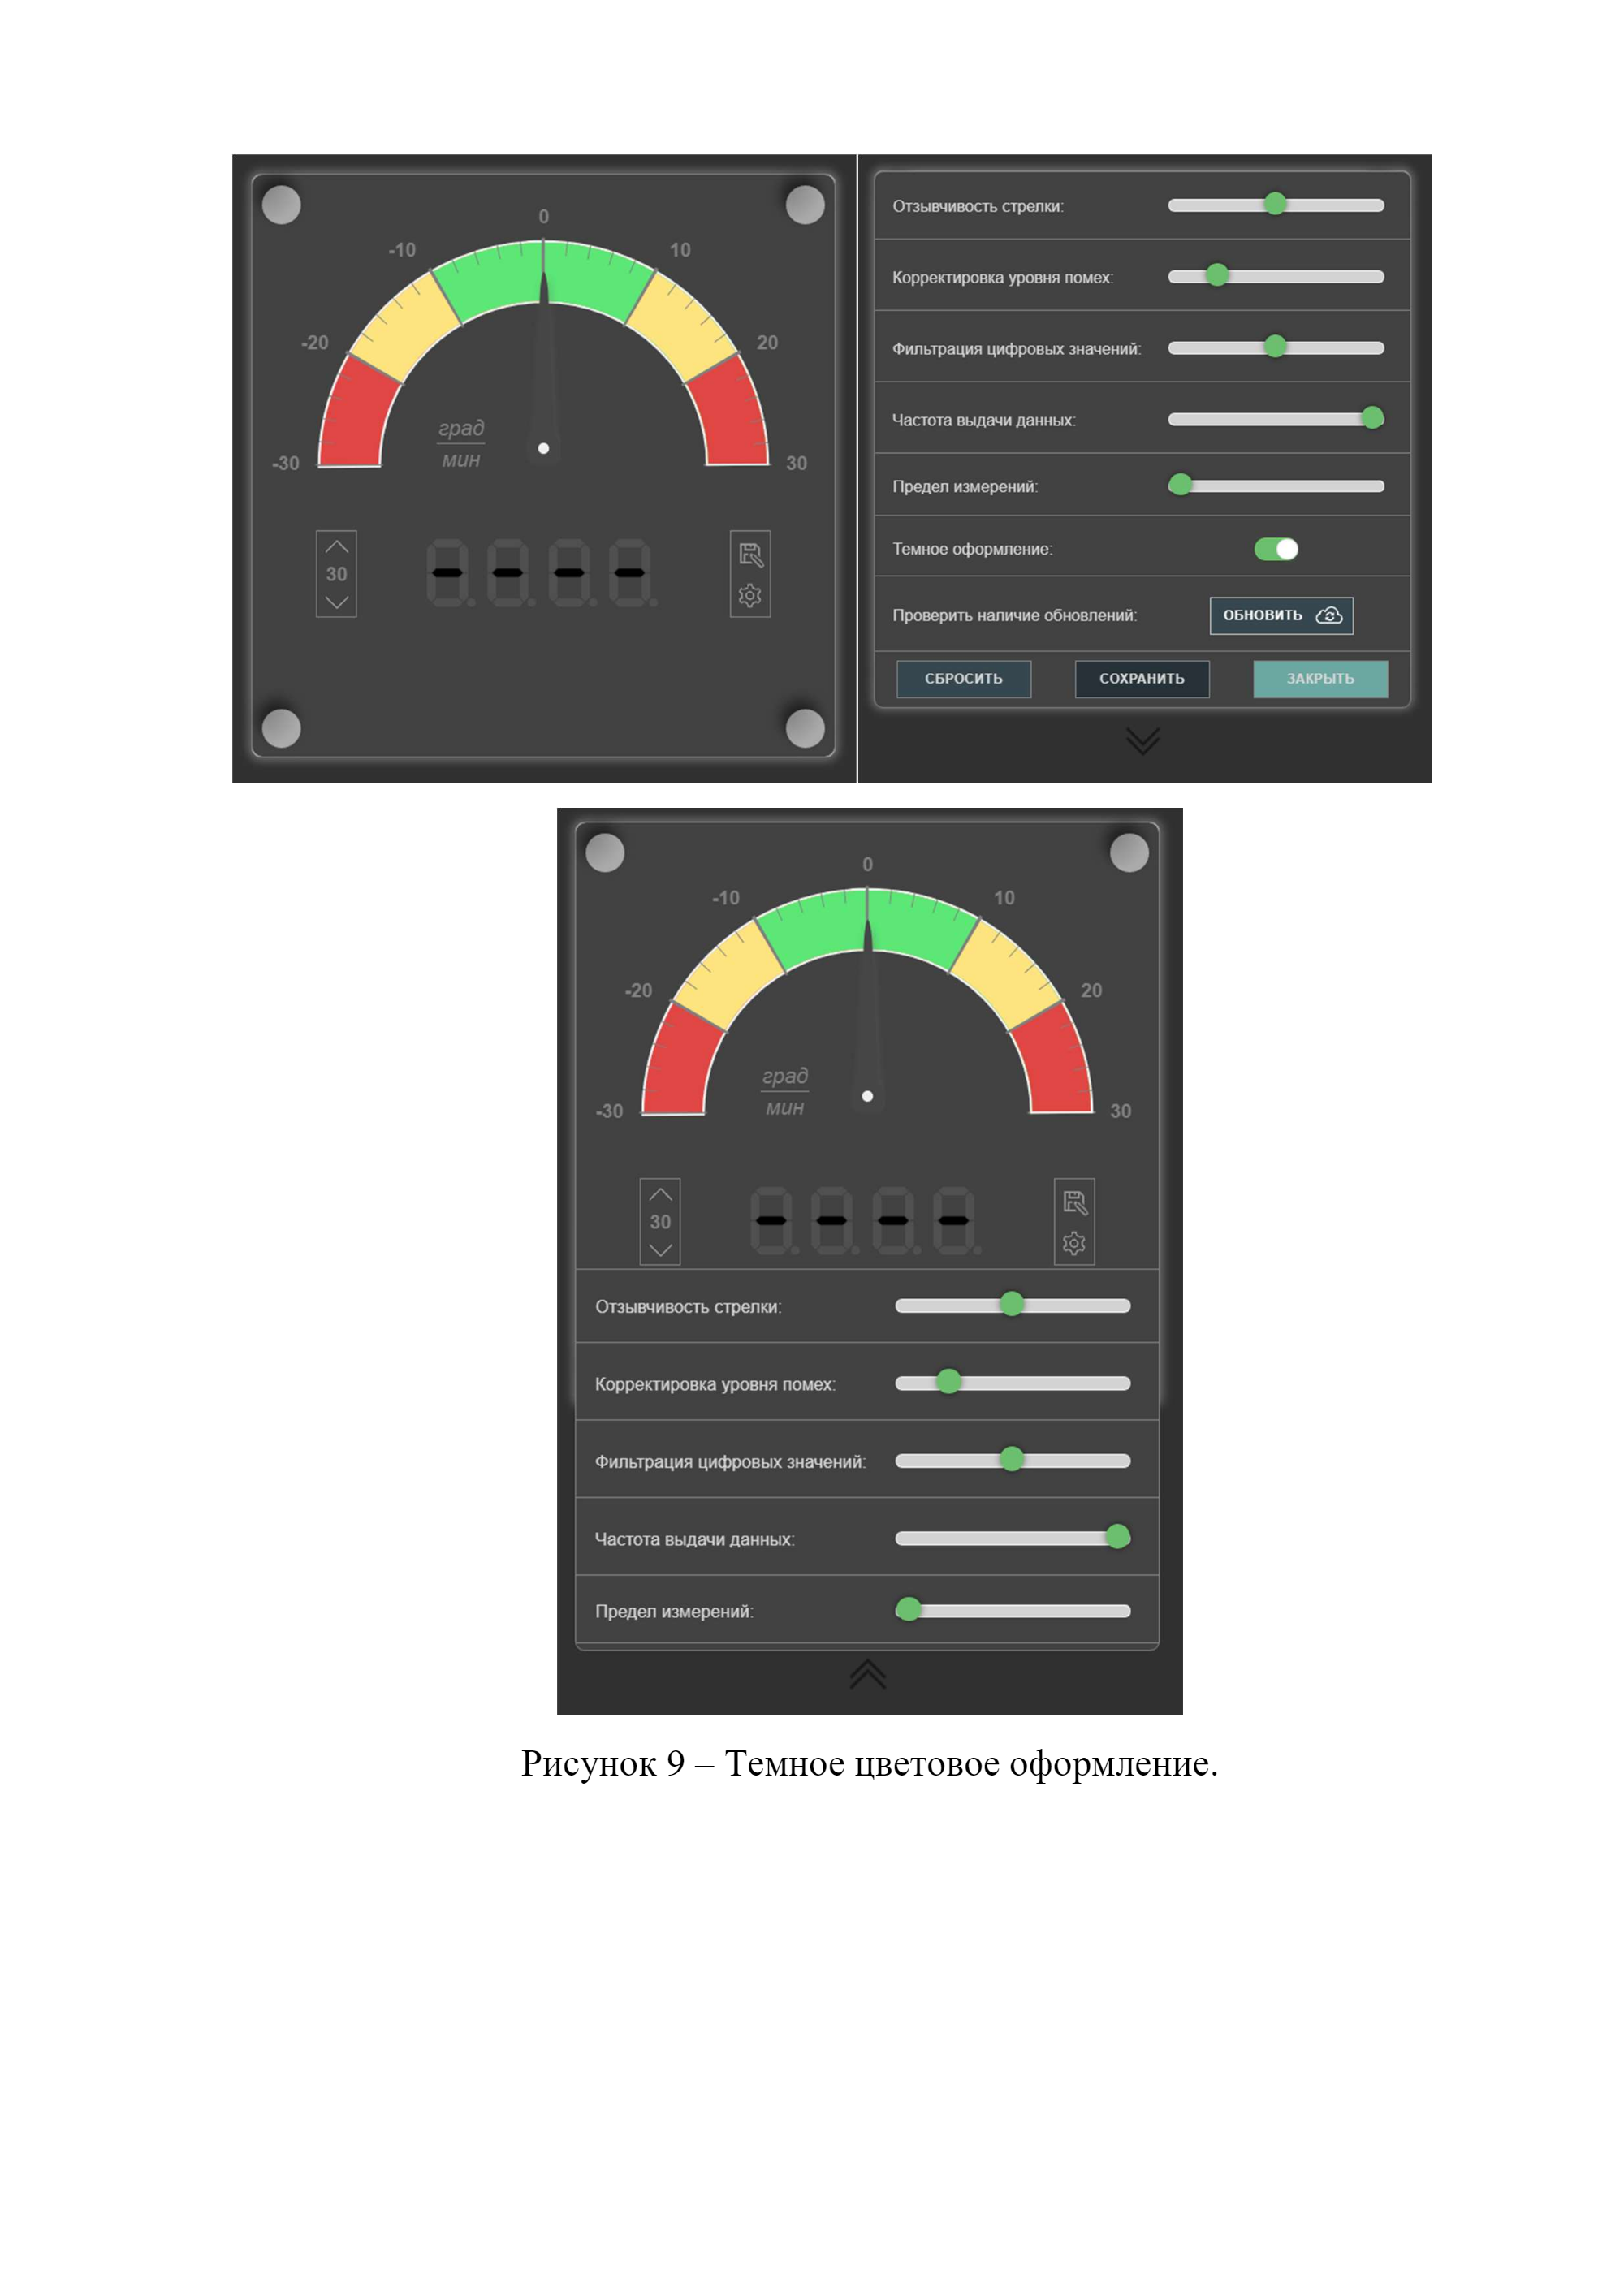 0
-10 10
-20 20
град
мин
-30 30
30
Отзывчивость стрелки:
Корректировка уровня помех:
Фильтрация цифровых значений:
Частота выдачи данных:
Предел измерений:
Темное оформление:
Проверить наличие обновлений: ОБНОВИТЬ
СБРОСИТЬ СОХРАНИТЬ ЗАКРЫТЬ
0
-10 10
-20 20
град
мин
-30 30
30
Отзывчивость стрелки:
Корректировка уровня помех:
Фильтрация цифровых значений:
Частота выдачи данных:
Предел измерений:
Рисунок 9 – Темное цветовое оформление.